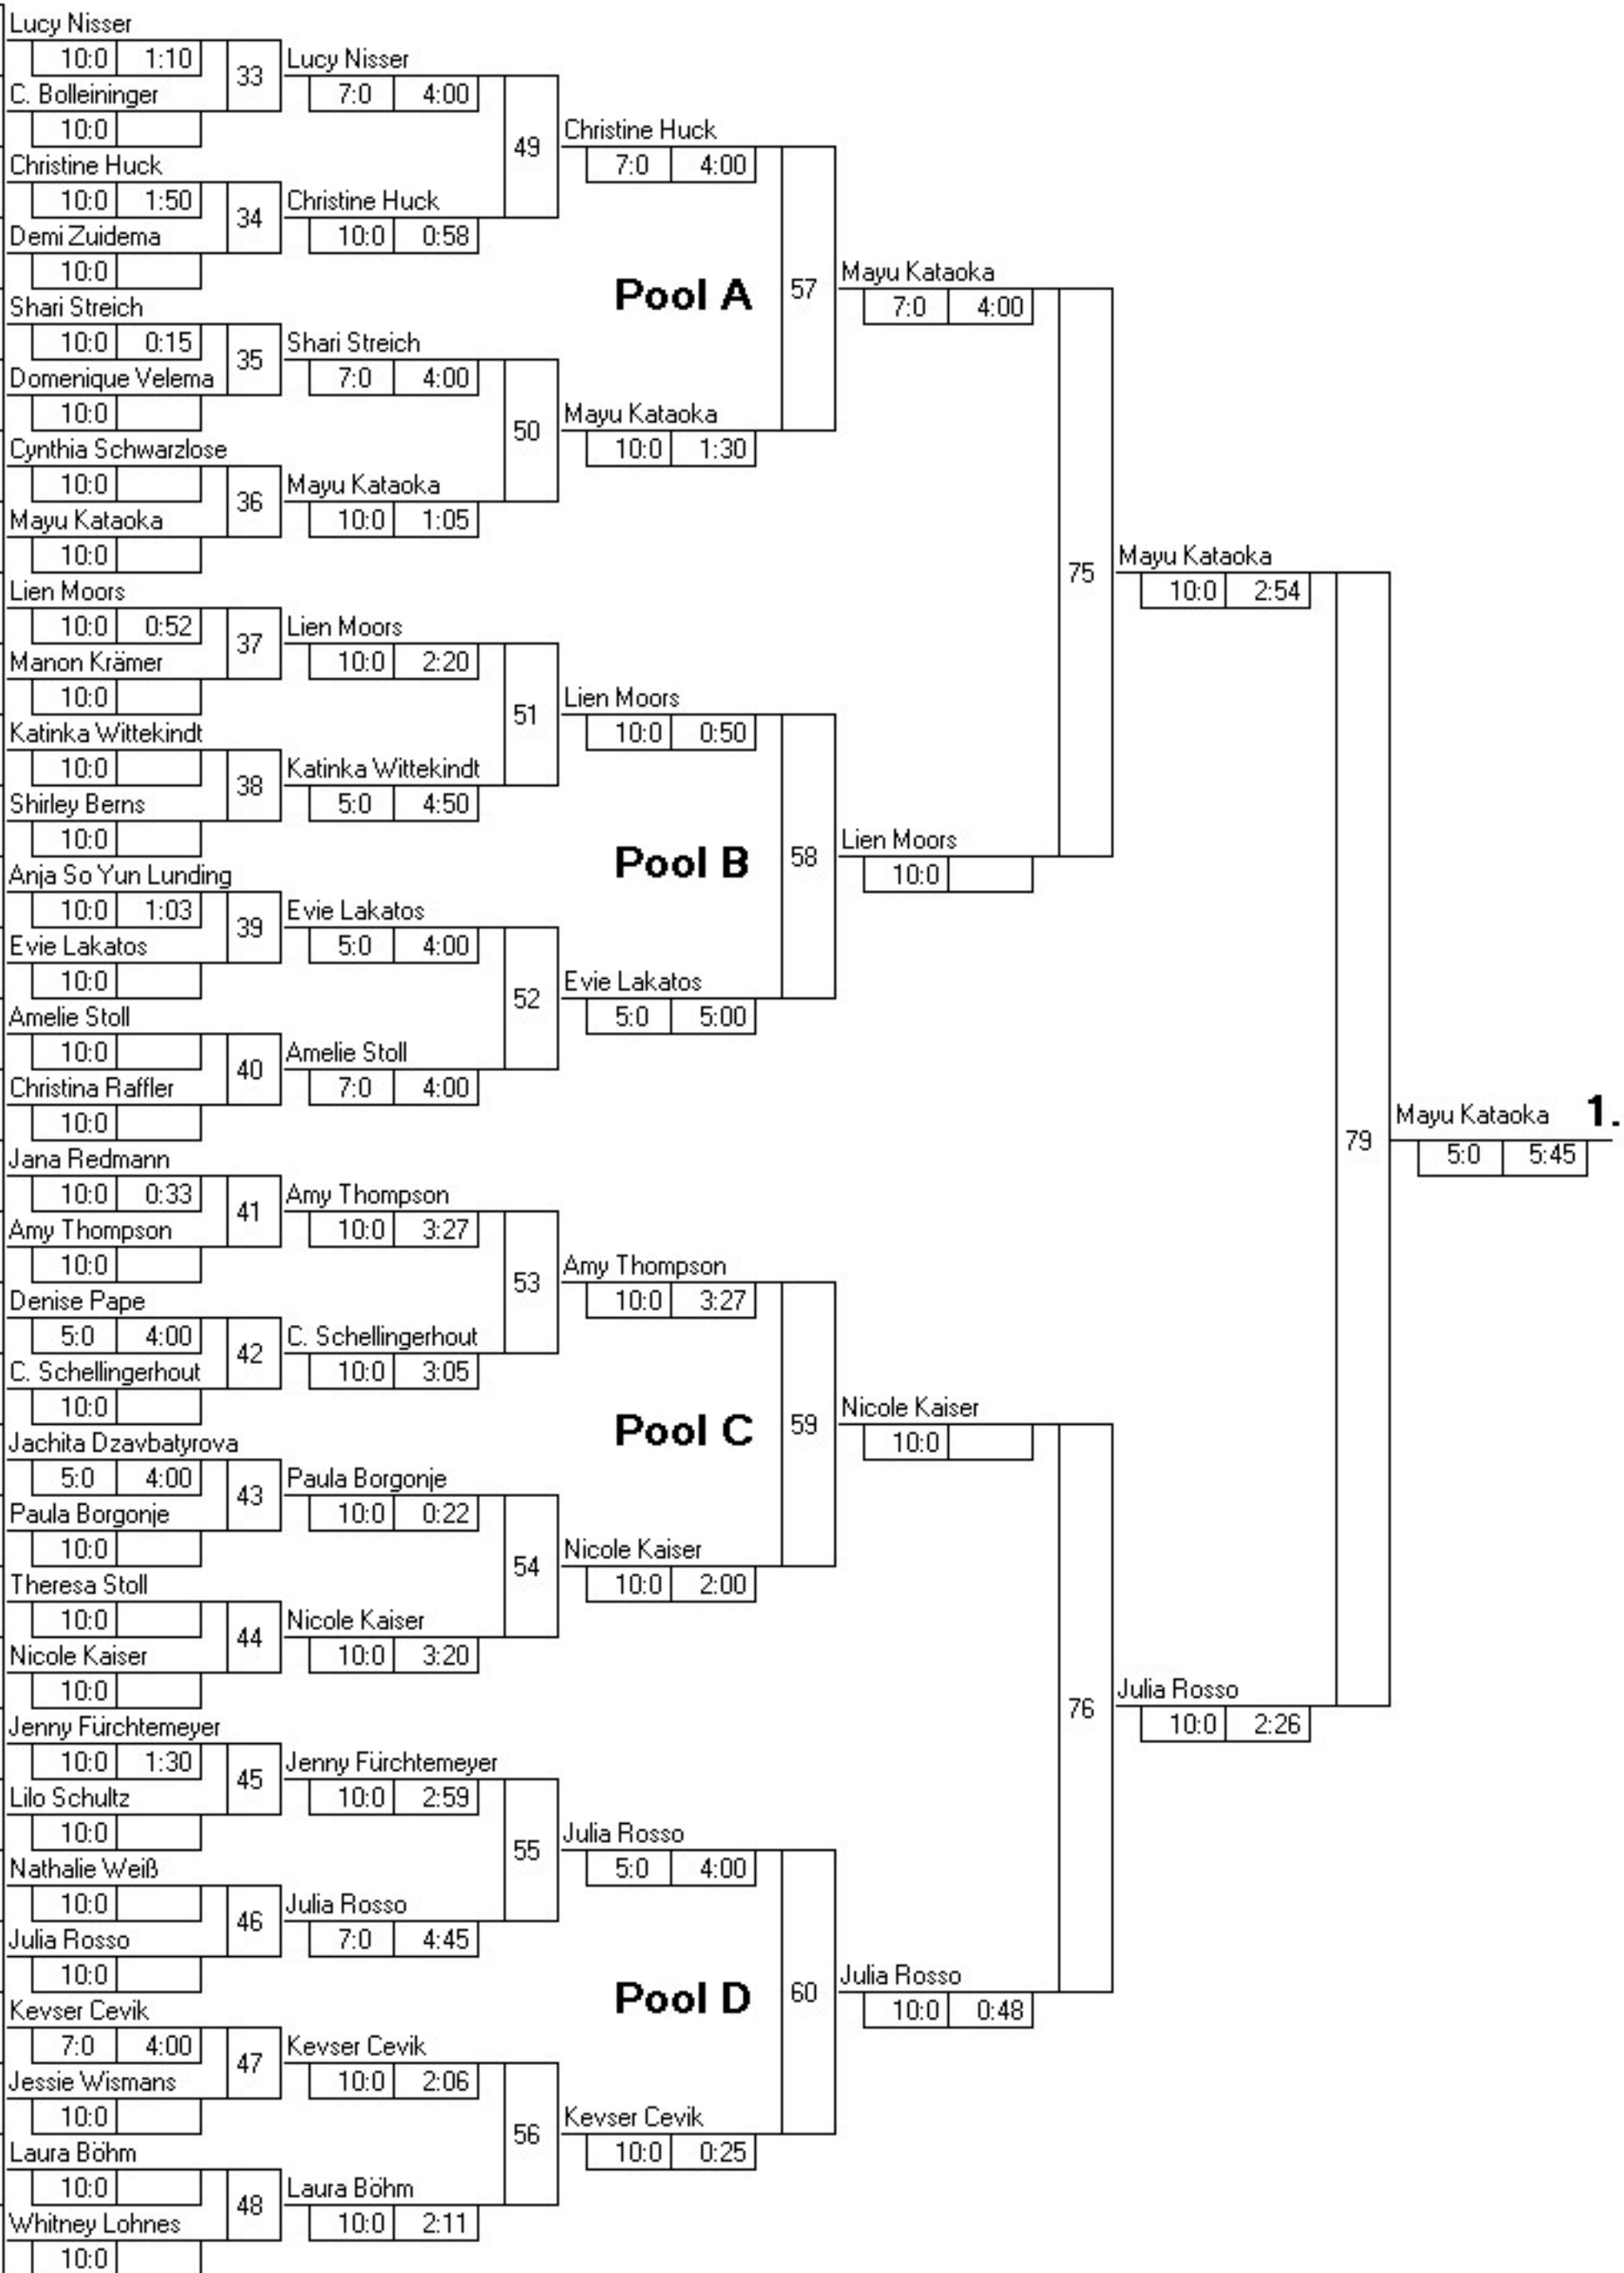 Lucy Nisser
10:0 1:10
33
C. Bolleininger
10:0
Lucy Nisser
7:0 4:00
49
Christine Huck
10:0 1:50
34
Demi Zuidema
10:0
Christine Huck
10:0 0:58
Christine Huck
7:0 4:00
Pool A
57
Shari Streich
10:0 0:15
35
Domenique Velema
10:0
Shari Streich
7:0 4:00
50
Cynthia Schwarzlose
10:0
36
Mayu Kataoka
10:0
Mayu Kataoka
10:0 1:05
Mayu Kataoka
10:0 1:30
Mayu Kataoka
7:0 4:00
75
Lien Moors
10:0 0:52
37
Manon Krämer
10:0
Lien Moors
10:0 2:20
51
Katinka Wittekindt
10:0
38
Shirley Berns
10:0
Katinka Wittekindt
5:0 4:50
Lien Moors
10:0 0:50
Pool B
58
Anja So Yun Lunding
10:0 1:03
39
Evie Lakatos
10:0
Evie Lakatos
5:0 4:00
52
Amelie Stoll
10:0
40
Christina Raffler
10:0
Amelie Stoll
7:0 4:00
Evie Lakatos
5:0 5:00
Lien Moors
10:0
Mayu Kataoka
10:0 2:54
79
Mayu Kataoka 1.
5:0 5:45
Jana Redmann
10:0 0:33
41
Amy Thompson
10:0
Amy Thompson
10:0 3:27
53
Denise Pape
5:0 4:00
42
C. Schellingerhout
10:0
C. Schellingerhout
10:0 3:05
Amy Thompson
10:0 3:27
Pool C
59
Jachita Dzavbatyrova
5:0 4:00
43
Paula Borgonje
10:0
Paula Borgonje
10:0 0:22
54
Theresa Stoll
10:0
44
Nicole Kaiser
10:0
Nicole Kaiser
10:0 3:20
Nicole Kaiser
10:0 2:00
Nicole Kaiser
10:0
76
Jenny Fürchtemeyer
10:0 1:30
45
Lilo Schultz
10:0
Jenny Fürchtemeyer
10:0 2:59
55
Nathalie Weiß
10:0
46
Julia Rosso
10:0
Julia Rosso
7:0 4:45
Julia Rosso
5:0 4:00
Pool D
60
Kevser Cevik
7:0 4:00
47
Jessie Wismans
10:0
Kevser Cevik
10:0 2:06
56
Laura Böhm
10:0
48
Whitney Lohnes
10:0
Laura Böhm
10:0 2:11
Kevser Cevik
10:0 0:25
Julia Rosso
10:0 0:48
Julia Rosso
10:0 2:26